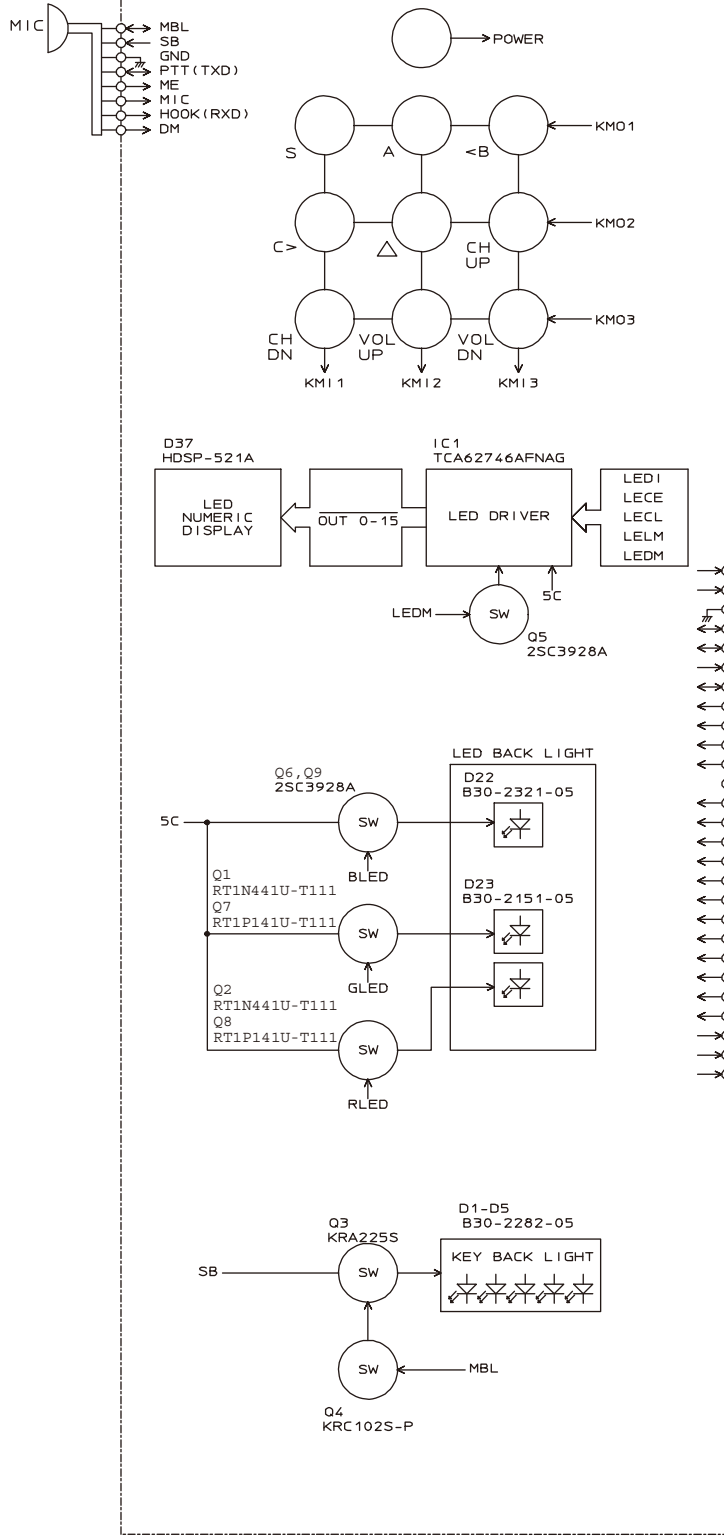 MIC
MBL
SB
GND
PTT(TXD)
ME
MIC
HOOK(RXD)
DM
POWER
S
A
<B
KMO1
C>
△
CH
UP
KMO2
CH
DN
VOL
UP
VOL
DN
KMO3
KMI1
KMI2
KMI3
D37
HDSP-521A
LED
NUMERIC
DISPLAY
OUT 0-15
IC1
TCA62746AFNAG
LED DRIVER
LEDI
LECE
LECL
LELM
LEDM
LEDM
SW
5C
Q5
2SC3928A
LED BACK LIGHT
Q6,Q9
2SC3928A
D22
B30-2321-05
5C
SW
BLED
Q1
RT1N441U-T111
Q7
RT1P141U-T111
D23
B30-2151-05
SW
GLED
Q2
RT1N441U-T111
Q8
RT1P141U-T111
SW
RLED
D1-D5
B30-2282-05
Q3
KRA225S
KEY BACK LIGHT
SB
SW
SW
MBL
Q4
KRC102S-P